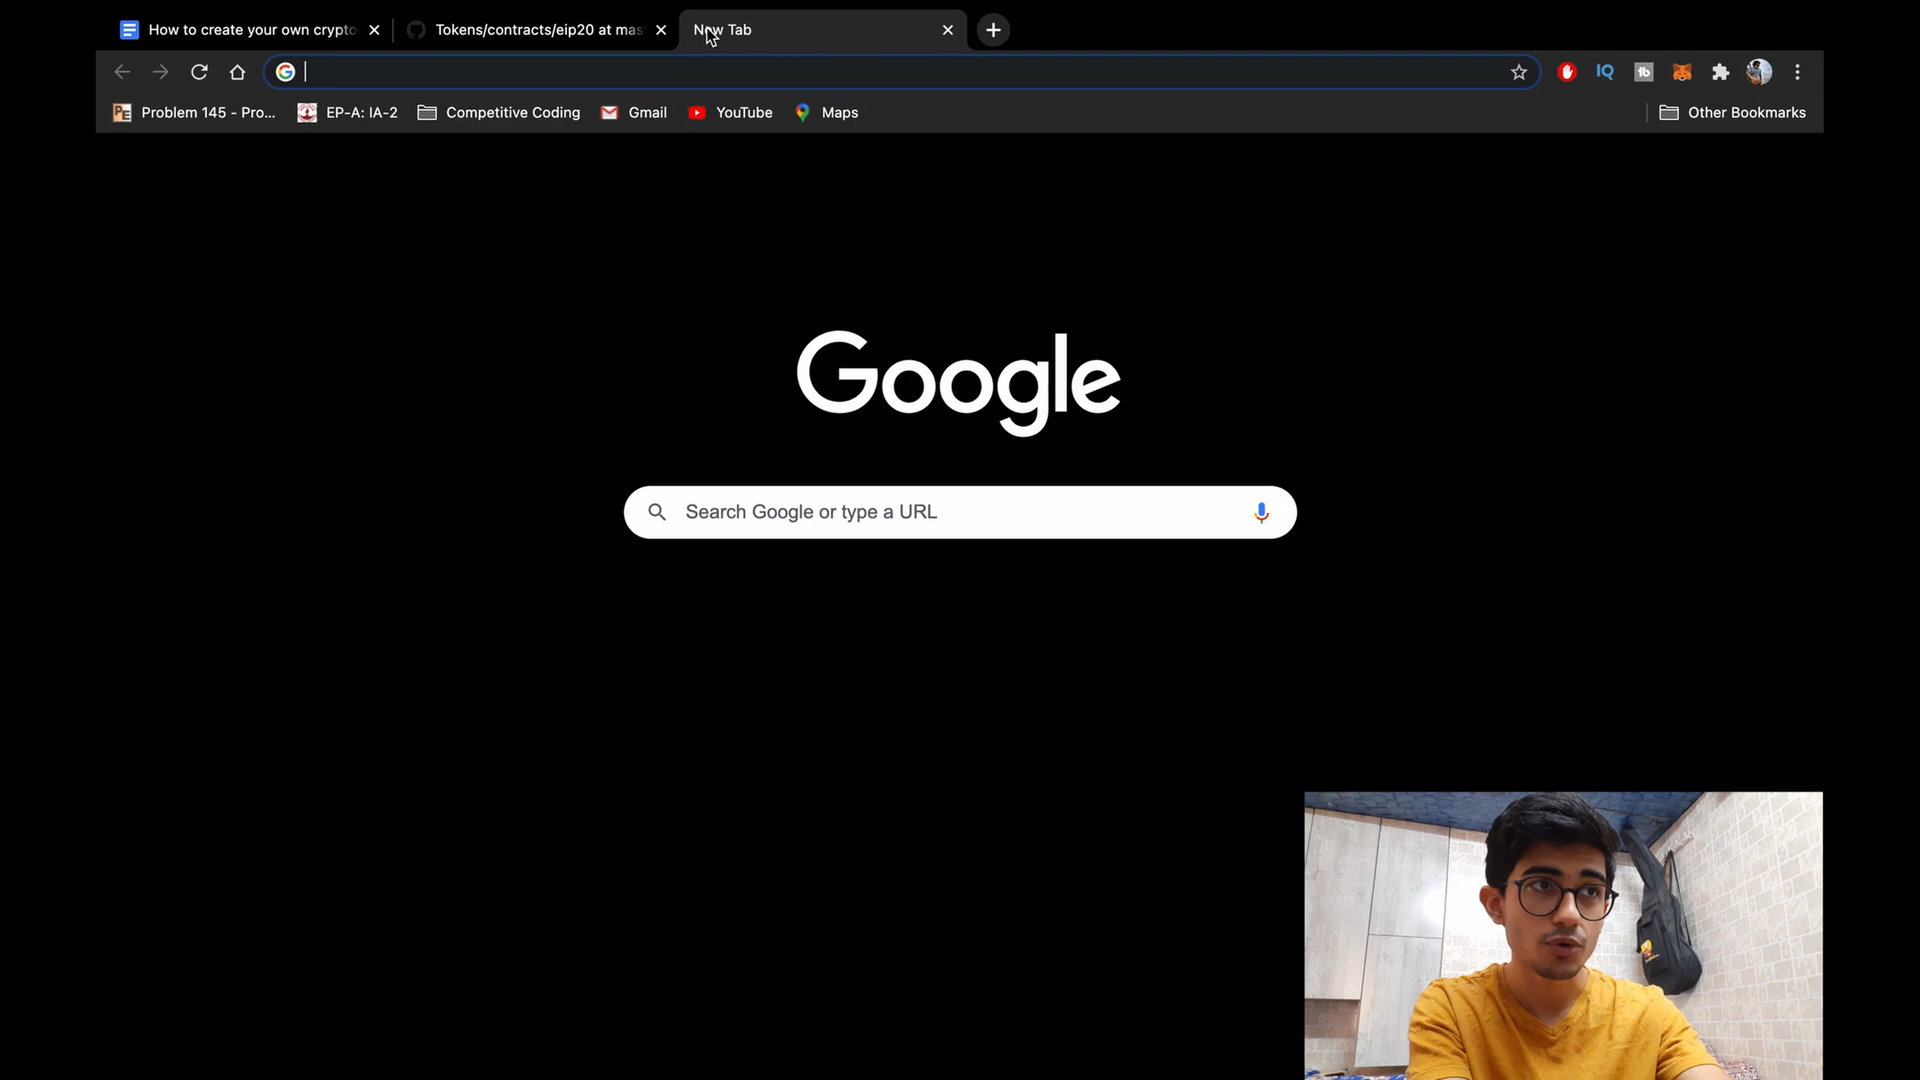 How to create your own crypto
Tokens/contracts/eip20 at mas
New Tab
Problem 145 - Pro...
EP-A: IA-2
Competitive Coding
Gmail
YouTube
Maps
Other Bookmarks
IQ
tb
Google
Search Google or type a URL